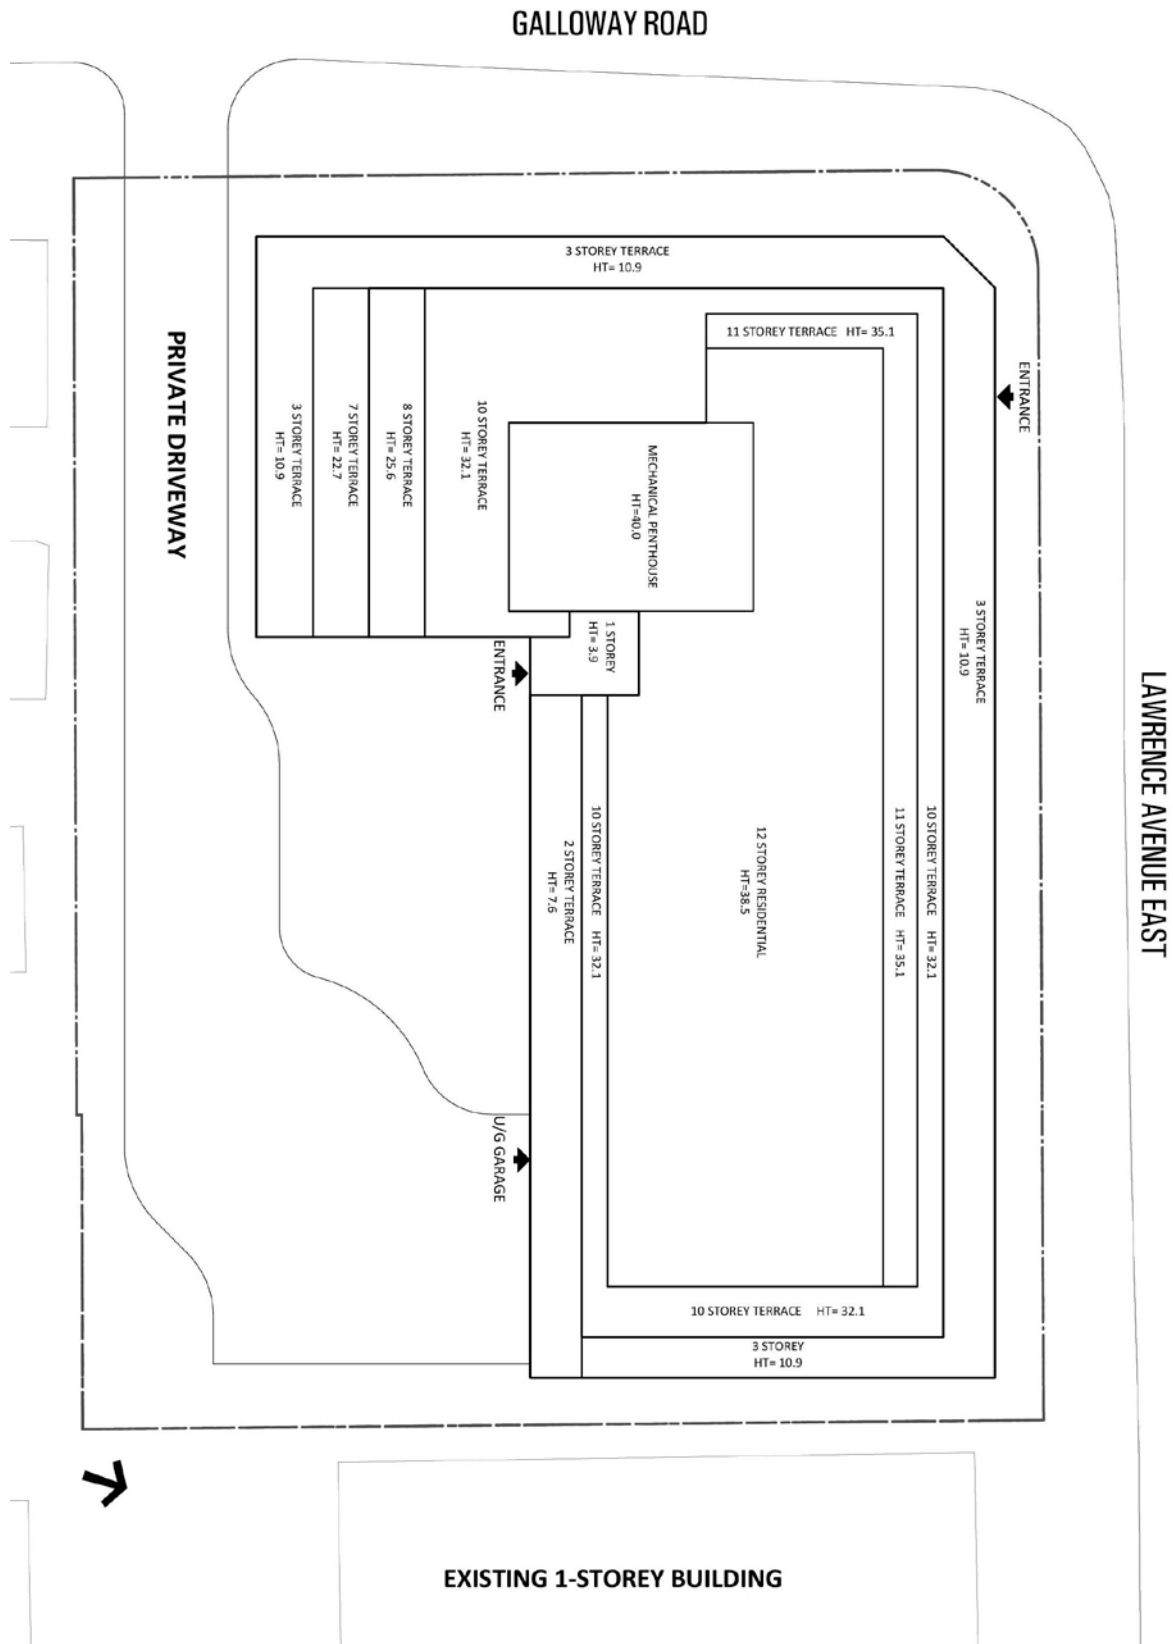 GALLOWAY ROAD
3 STOREY TERRACE
HT= 10.9
11 STOREY TERRACE HT= 35.1
ENTRANCE
PRIVATE DRIVEWAY
3 STOREY TERRACE
HT= 10.9
7 STOREY TERRACE
HT= 22.7
8 STOREY TERRACE
HT= 25.6
10 STOREY TERRACE
HT= 32.1
MECHANICAL PENTHOUSE
HT=40.0
1 STOREY
HT= 3.9
ENTRANCE
3 STOREY TERRACE
HT= 10.9
LAWRENCE AVENUE EAST
2 STOREY TERRACE
HT= 7.6
10 STOREY TERRACE HT= 32.1
12 STOREY RESIDENTIAL
HT=38.5
11 STOREY TERRACE HT= 35.1
10 STOREY TERRACE HT= 32.1
U/G GARAGE
10 STOREY TERRACE HT= 32.1
3 STOREY
HT= 10.9
EXISTING 1-STOREY BUILDING